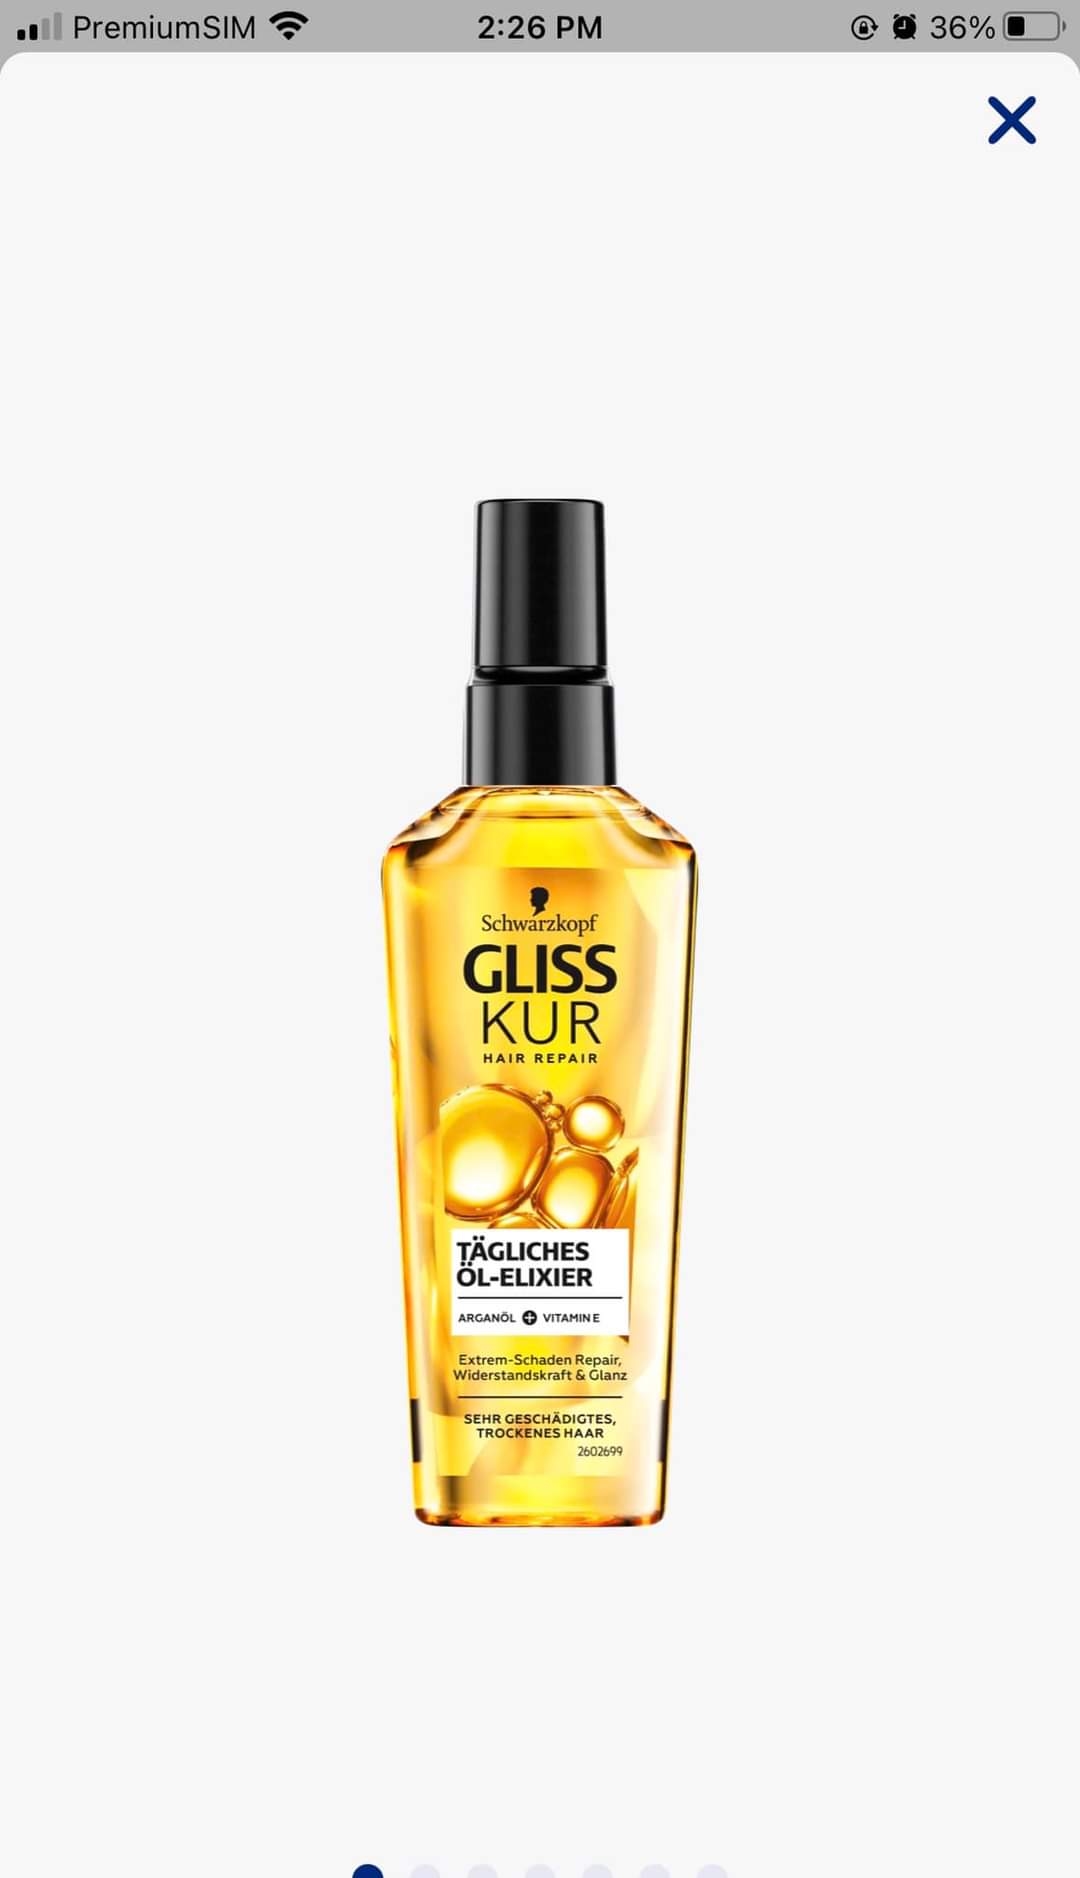 PremiumSIM 2:26 PM 36%
Schwarzkopf
GLISS
KUR
HAIR REPAIR
TÄGLICHES
ÖL-ELIXIER
ARGANÖL + VITAMIN E
Extrem-Schaden Repair,
Widerstandskraft & Glanz
SEHR GESCHÄDIGTES,
TROCKENES HAAR
2602699